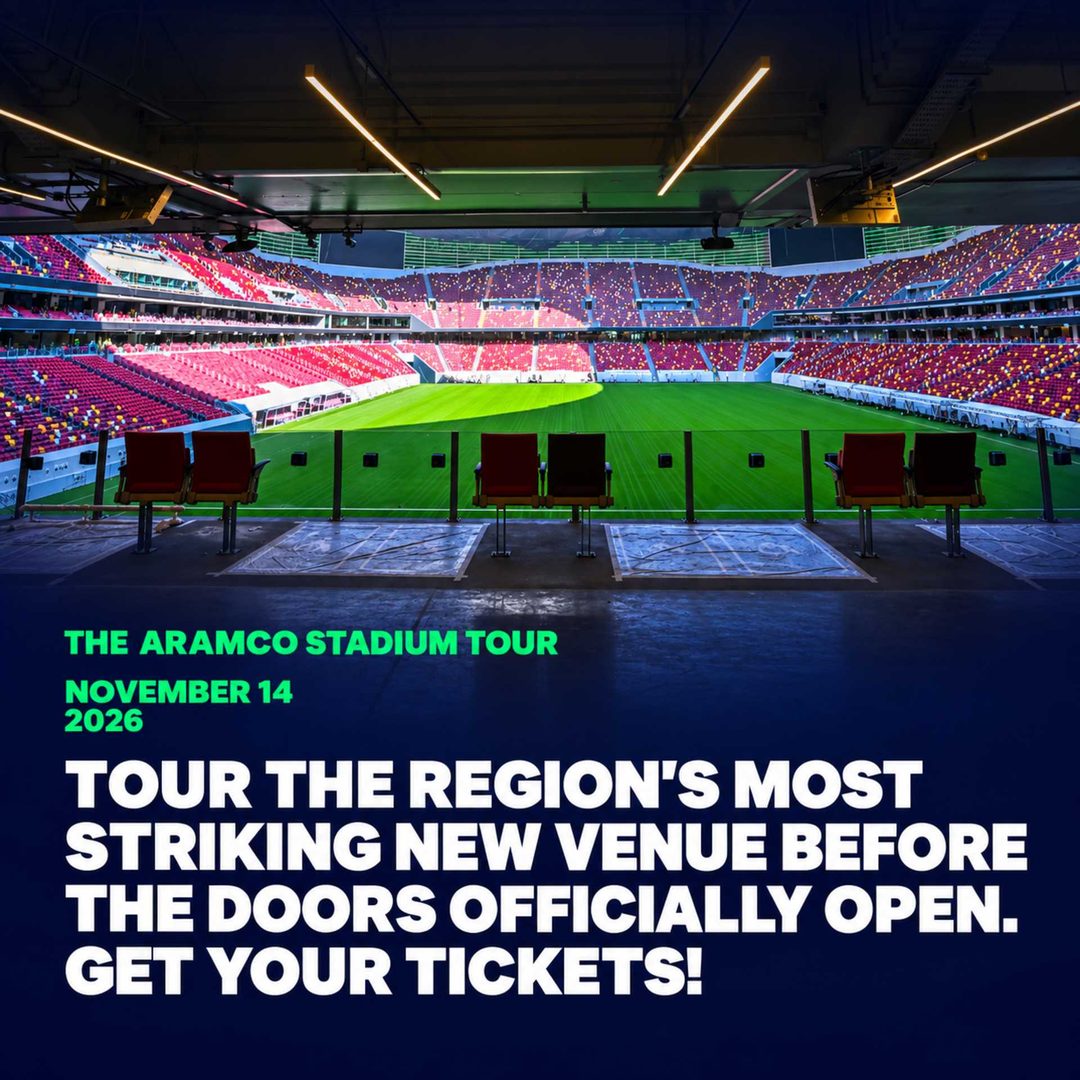 THE ARAMCO STADIUM TOUR
NOVEMBER 14
2026
TOUR THE REGION'S MOST
STRIKING NEW VENUE BEFORE
THE DOORS OFFICIALLY OPEN.
GET YOUR TICKETS!